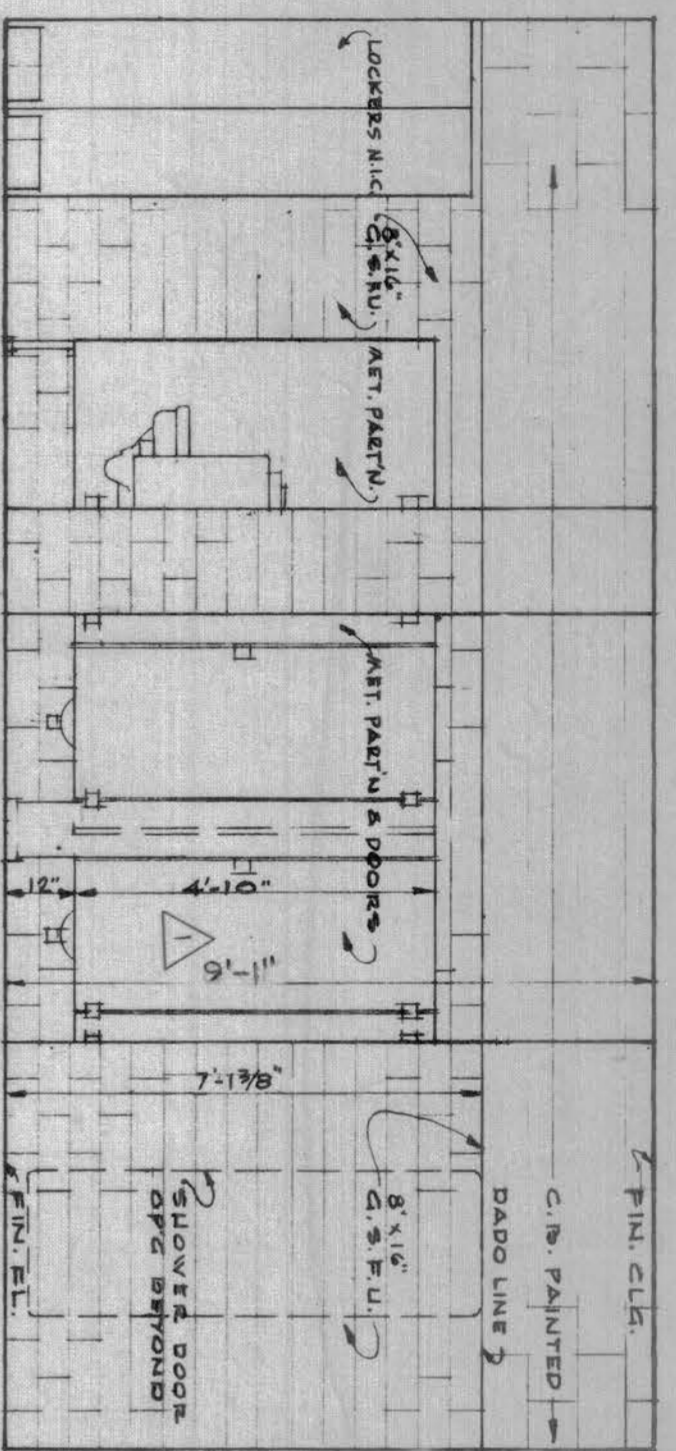 LOCKERS N.I.C.
8"x16"
G.S.F.U.
MET. PART'N.
MET. PART'N & DOORS
12"
4'-10"
1
9'-1"
7'-1 3/8"
8"x16"
G.S.F.U.
SHOWER DOOR
OP'G BEYOND
FIN. FL.
DADO LINE
C.B. PAINTED
FIN. CLG.